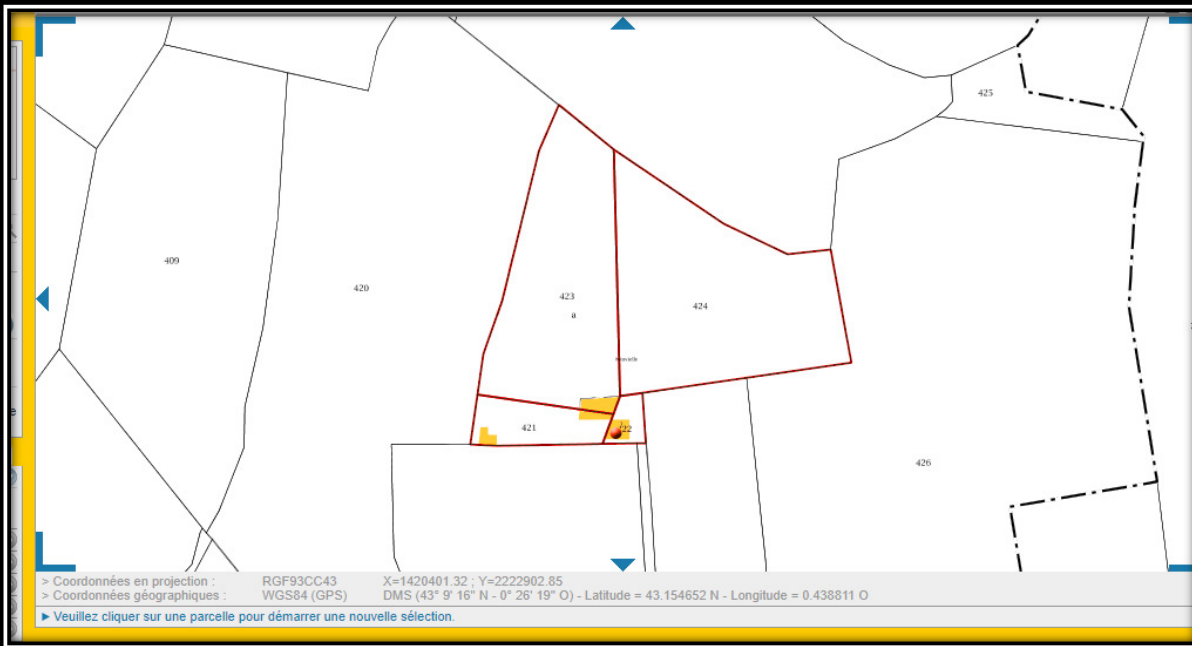 425
409
420
423
a
424
421
422
426
e
> Coordonnées en projection : RGF93CC43 X=1420401.32 ; Y=2222902.85
> Coordonnées géographiques : WGS84 (GPS) DMS (43° 9' 16" N - 0° 26' 19" O) - Latitude = 43.154652 N - Longitude = 0.438811 O
► Veuillez cliquer sur une parcelle pour démarrer une nouvelle sélection.